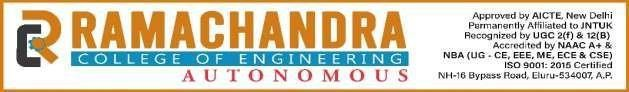 RAMACHANDRA
COLLEGE OF ENGINEERING
AUTONOMOUS
Approved by AICTE, New Delhi
Permanently Affiliated to JNTUK
Recognized by UGC 2(f) & 12(B)
Accredited by NAAC A+ &
NBA (UG - CE, EEE, ME, ECE & CSE)
ISO 9001: 2015 Certified
NH-16 Bypass Road, Eluru-534007, A.P.